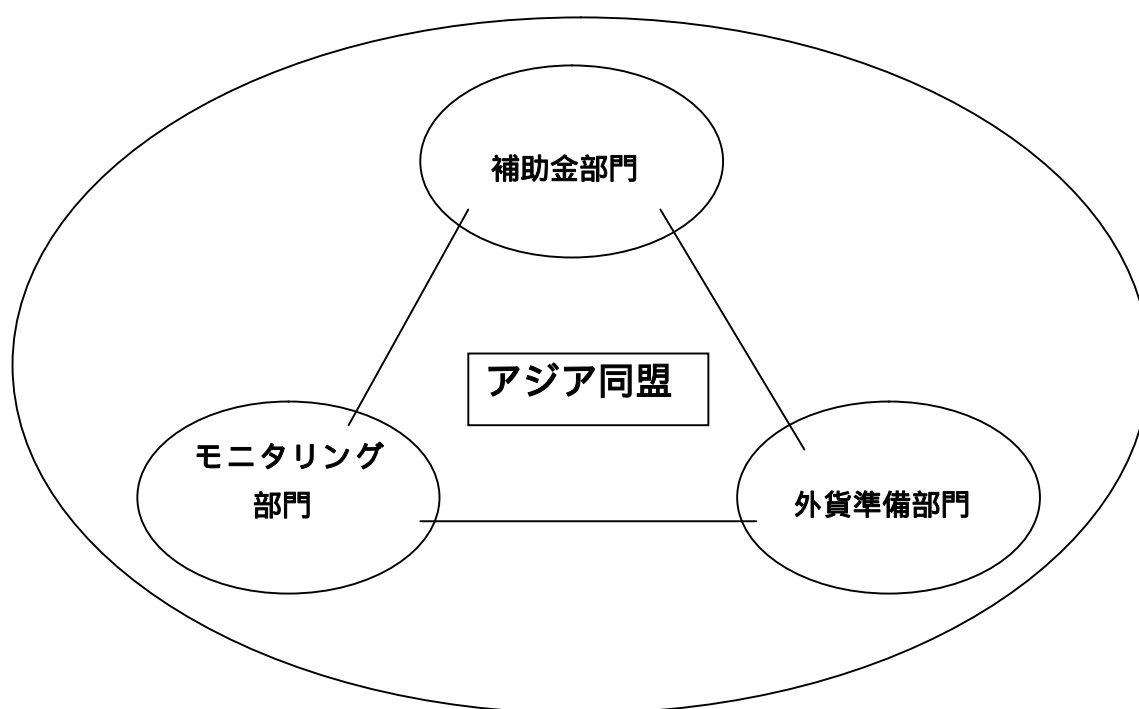 補助金部門
アジア同盟
モニタリング
部門
外貨準備部門